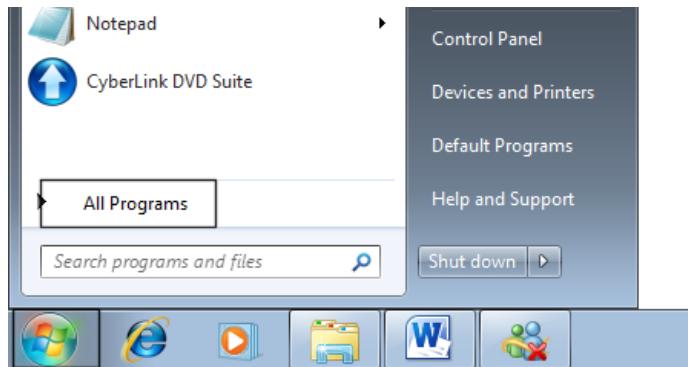 Notepad
CyberLink DVD Suite
All Programs
Search programs and files
Control Panel
Devices and Printers
Default Programs
Help and Support
Shut down
W